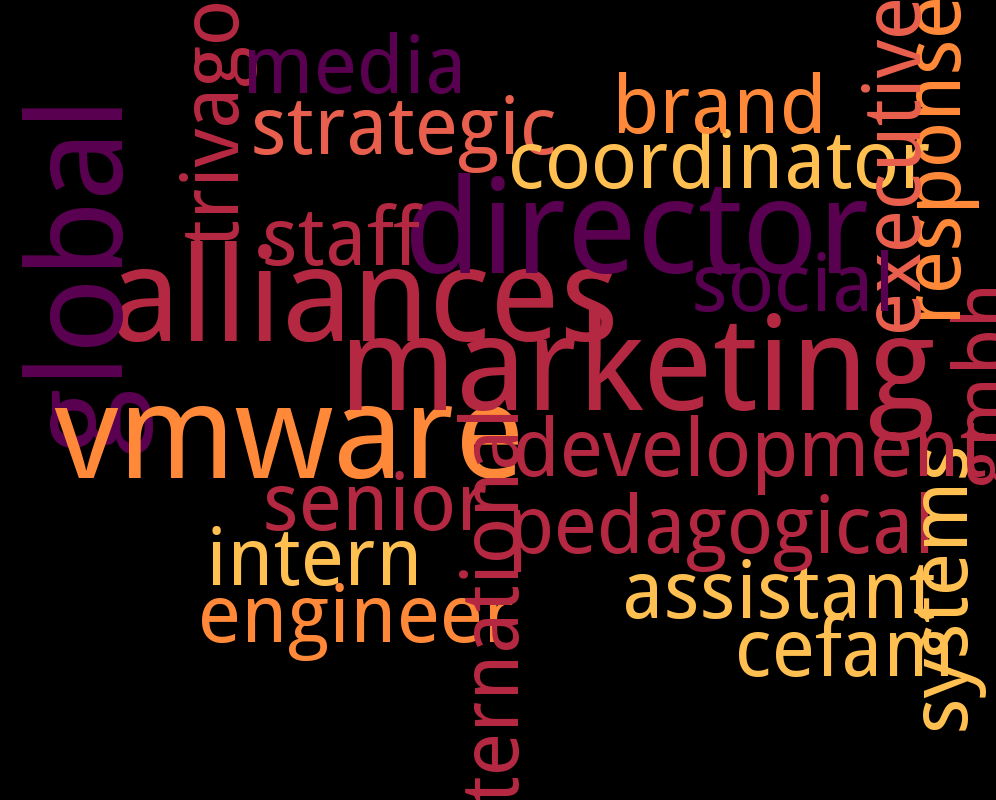 trivago
media
strategic
brand
coordinator
executive
response
global
director
staff
alliances
social
marketing
gmbh
vmware
development
senior
ternational
pedagogical
systems
intern
assistant
engineer
cefam